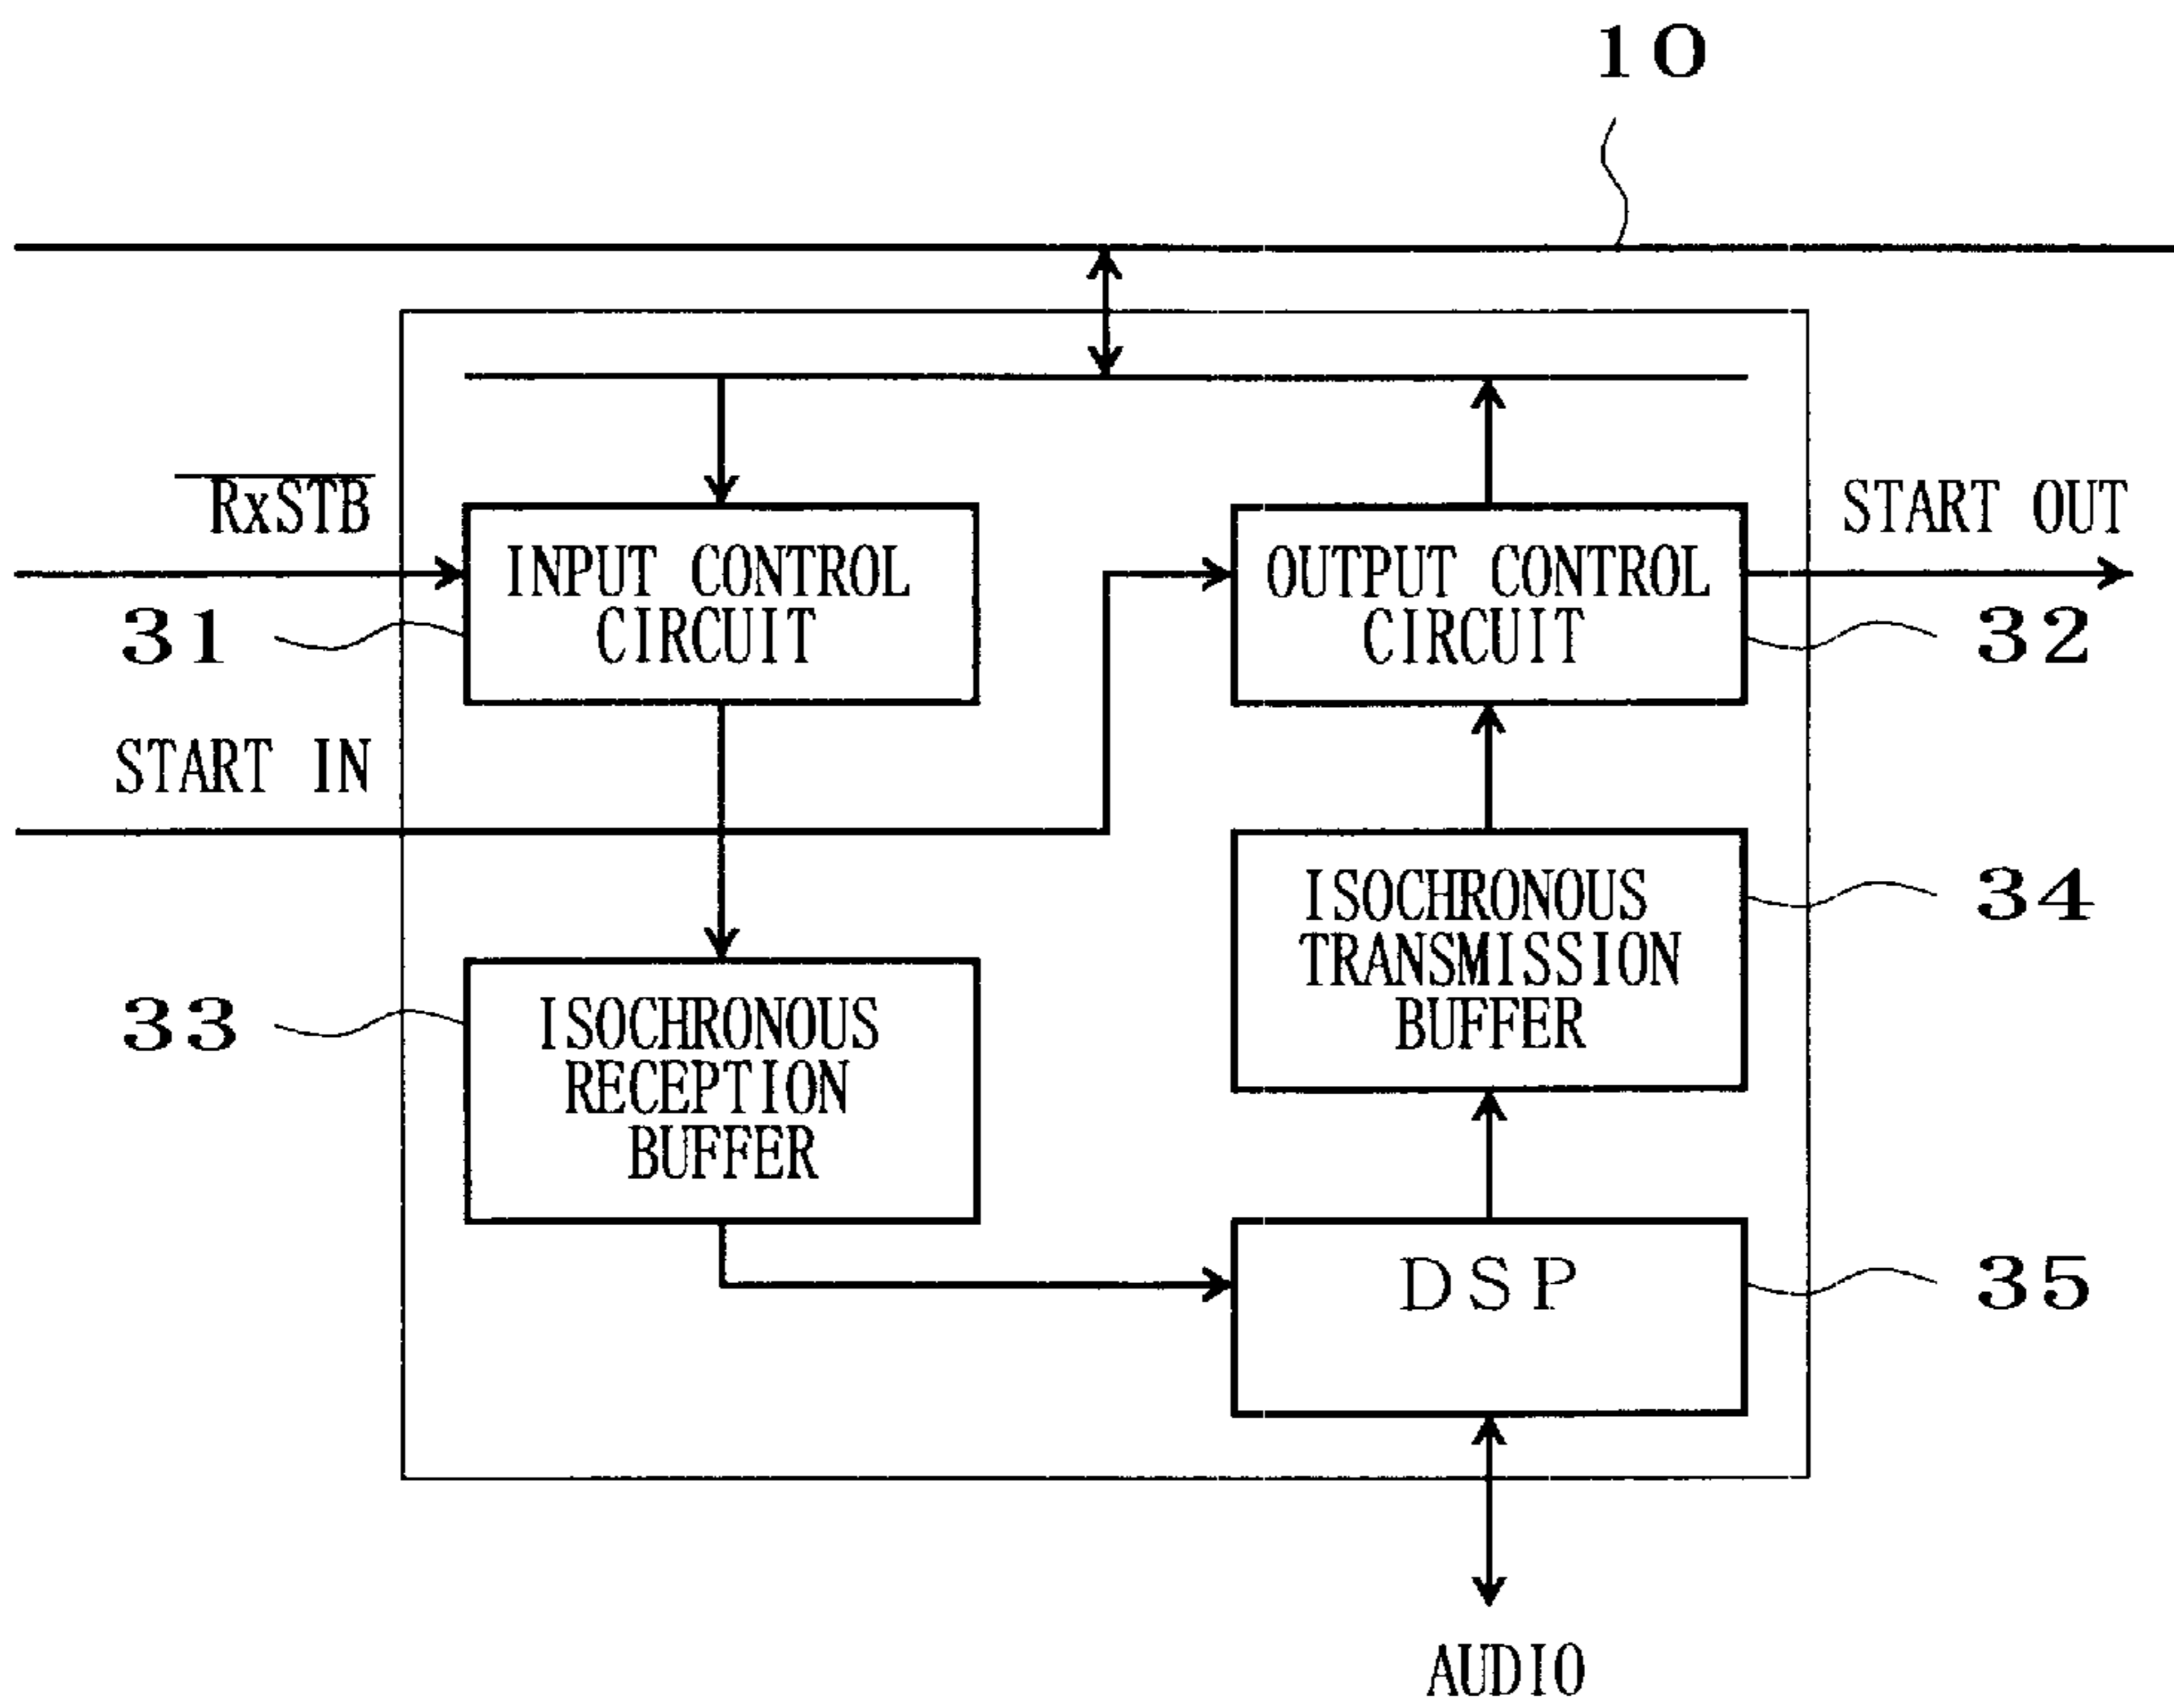 10
RxSTB
START OUT
INPUT CONTROL
CIRCUIT
OUTPUT CONTROL
CIRCUIT
31
32
START IN
ISOCHRONOUS
TRANSMISSION
BUFFER
34
33
ISOCHRONOUS
RECEPTION
BUFFER
DSP
35
AUDIO